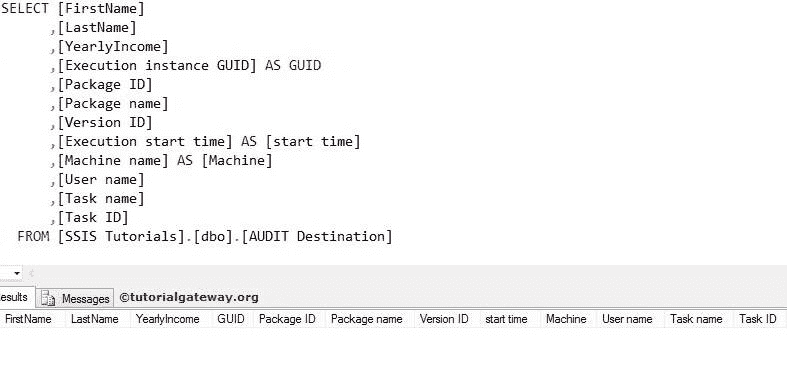 SELECT [FirstName]
,[LastName]
,[YearlyIncome]
,[Execution instance GUID] AS GUID
,[Package ID]
,[Package name]
,[Version ID]
,[Execution start time] AS [start time]
,[Machine name] AS [Machine]
,[User name]
,[Task name]
,[Task ID]
FROM [SSIS Tutorials].[dbo].[AUDIT Destination]
esults Messages ©tutorialgateway.org
FirstName LastName YearlyIncome GUID Package ID Package name Version ID start time Machine User name Task name Task ID